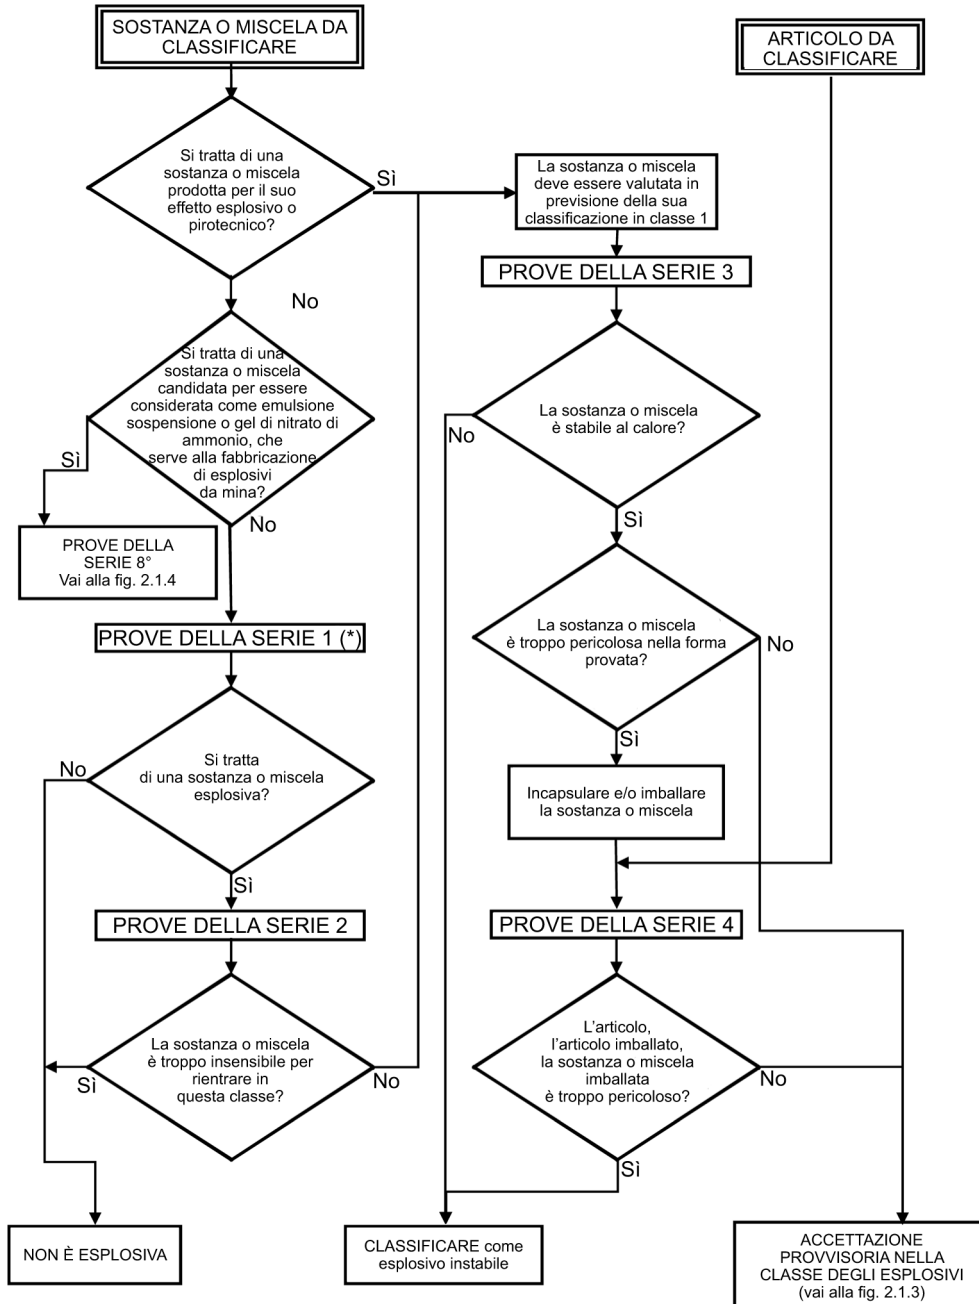 SOSTANZA O MISCELA DA
CLASSIFICARE
ARTICOLO DA
CLASSIFICARE
Si tratta di una
sostanza o miscela
prodotta per il suo
effetto esplosivo o
pirotecnico?
Sì
No
La sostanza o miscela
deve essere valutata in
previsione della sua
classificazione in classe 1
PROVE DELLA SERIE 3
Si tratta di una
sostanza o miscela
candidata per essere
considerata come emulsione
sospensione o gel di nitrato di
ammonio, che
serve alla fabbricazione
di esplosivi
da mina?
Sì
No
PROVE DELLA
SERIE 8°
Vai alla fig. 2.1.4
La sostanza o miscela
è stabile al calore?
No
Sì
PROVE DELLA SERIE 1 (*)
La sostanza o miscela
è troppo pericolosa nella forma
provata?
No
Sì
Si tratta
di una sostanza o miscela
esplosiva?
No
Sì
Incapsulare e/o imballare
la sostanza o miscela
PROVE DELLA SERIE 2
PROVE DELLA SERIE 4
La sostanza o miscela
è troppo insensibile per
rientrare in
questa classe?
Sì
No
L'articolo,
l'articolo imballato,
la sostanza o miscela
imballata
è troppo pericoloso?
No
Sì
NON È ESPLOSIVA
CLASSIFICARE come
esplosivo instabile
ACCETTAZIONE
PROVVISORIA NELLA
CLASSE DEGLI ESPLOSIVI
(vai alla fig. 2.1.3)